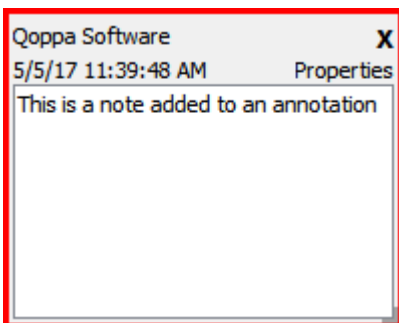 Qoppa Software X
5/5/17 11:39:48 AM Properties
This is a note added to an annotation